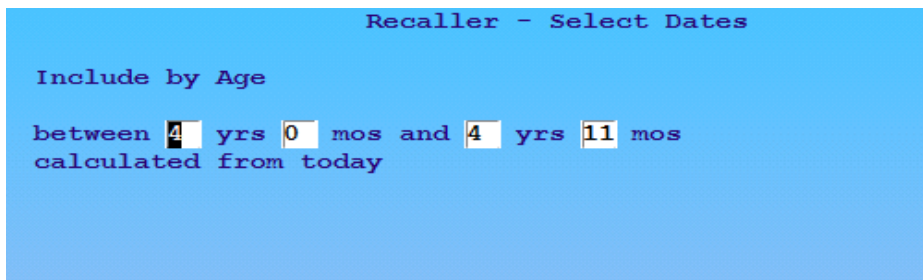 Recaller - Select Dates
Include by Age
between 4 yrs 0 mos and 4 yrs 11 mos
calculated from today